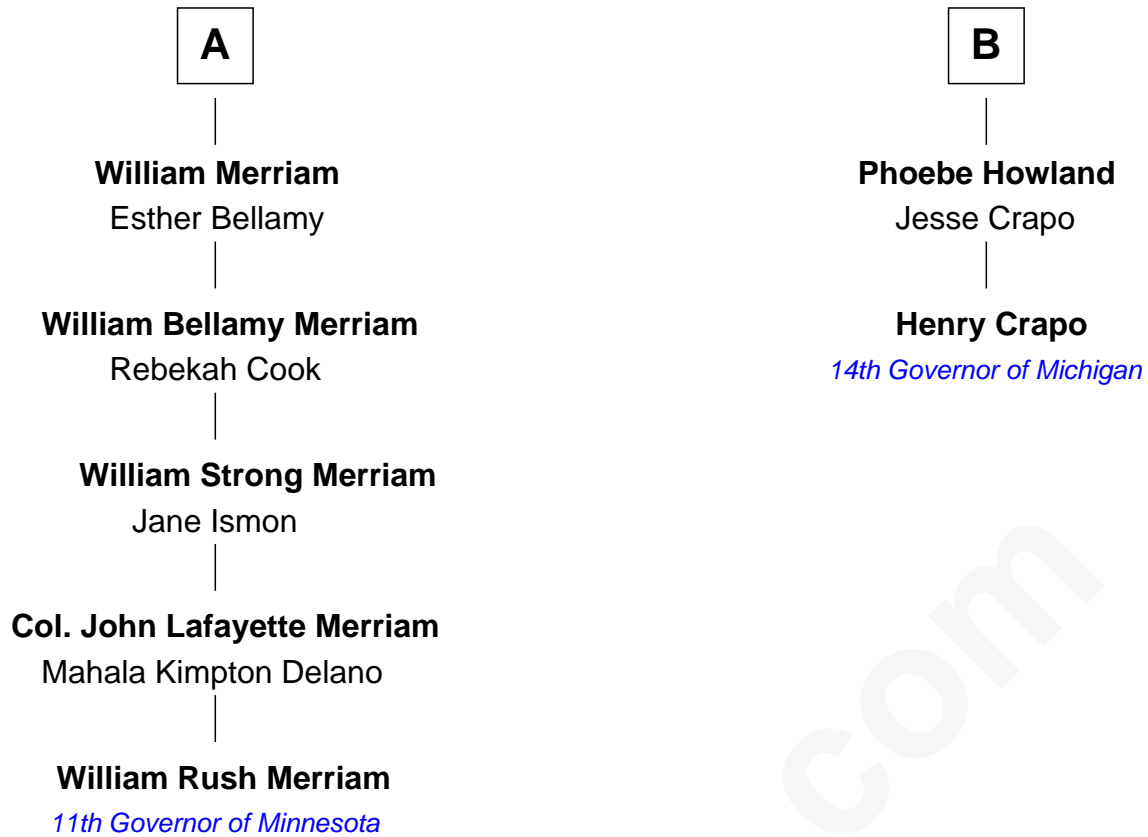 A
William Merriam
Esther Bellamy
William Bellamy Merriam
Rebekah Cook
William Strong Merriam
Jane Ismon
Col. John Lafayette Merriam
Mahala Kimpton Delano
William Rush Merriam
11th Governor of Minnesota
B
Phoebe Howland
Jesse Crapo
Henry Crapo
14th Governor of Michigan
com